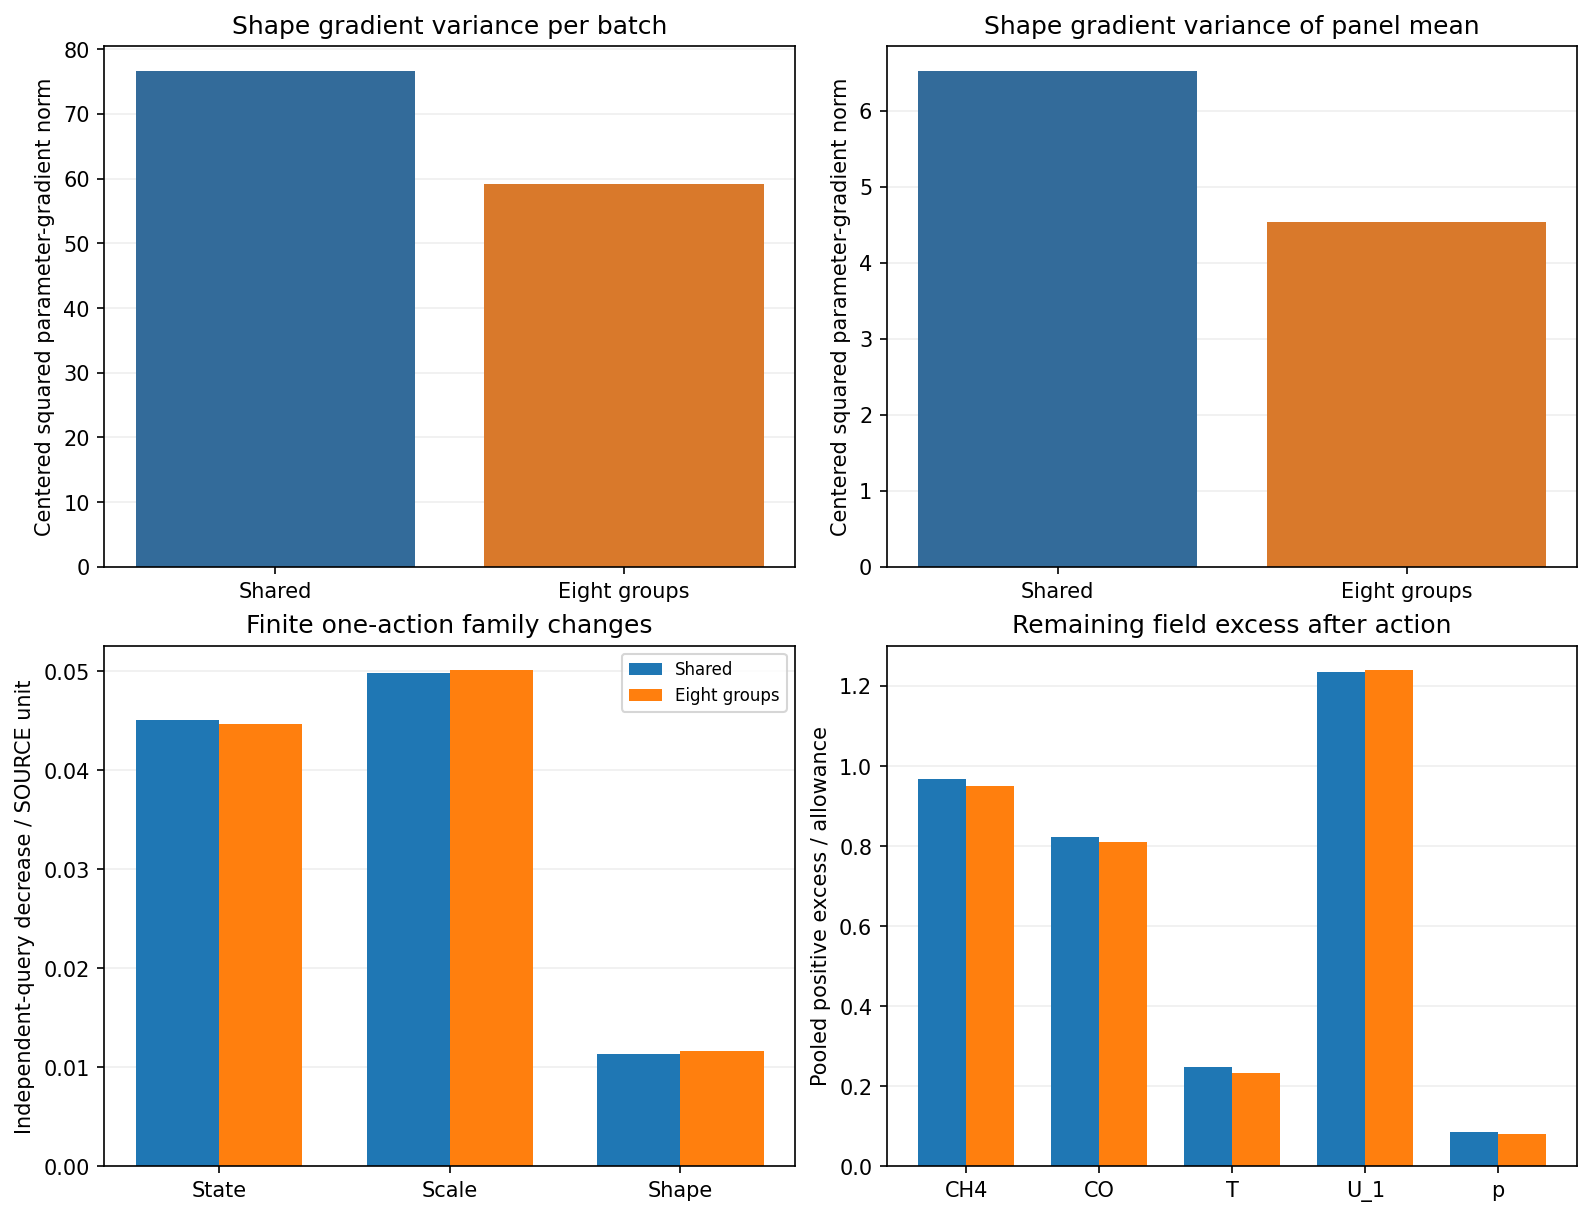 Shape gradient variance per batch
Centered squared parameter-gradient norm
80
70
60
50
40
30
20
10
0
Shared
Eight groups
Shape gradient variance of panel mean
Centered squared parameter-gradient norm
6
5
4
3
2
1
0
Shared
Eight groups
Finite one-action family changes
Independent-query decrease / SOURCE unit
0.05
0.04
0.03
0.02
0.01
0.00
Shared
Eight groups
State
Scale
Shape
Remaining field excess after action
Pooled positive excess / allowance
1.2
1.0
0.8
0.6
0.4
0.2
0.0
CH4
CO
T
U_1
p